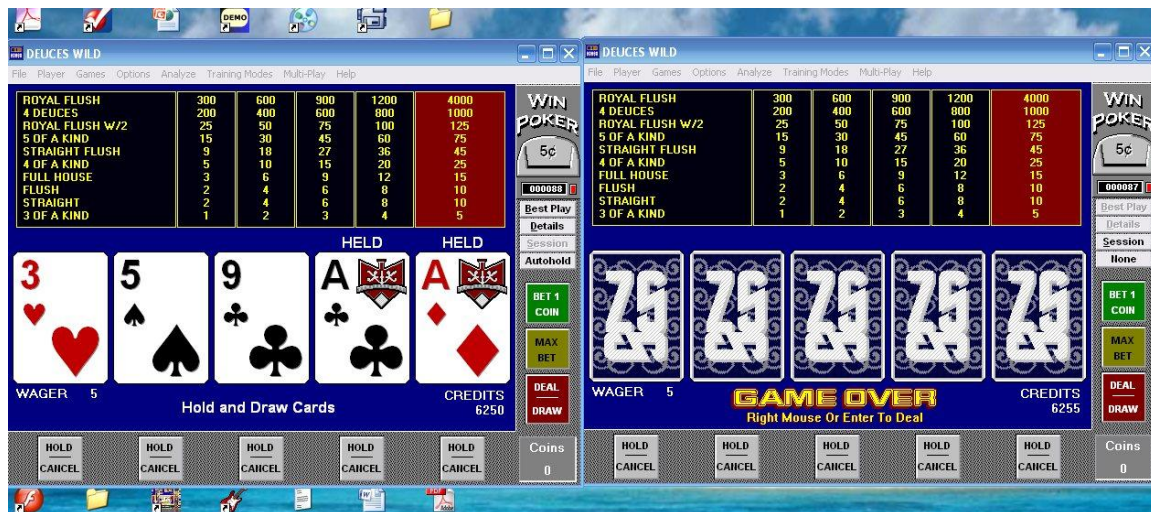 DEMO
DEUCES WILD
File Player Games Options Analyze Training Modes Multi-Play Help
ROYAL FLUSH 300 600 900 1200 4000
4 DEUCES 200 400 600 800 1000
ROYAL FLUSH W/2 25 50 75 100 125
5 OF A KIND 15 30 45 60 75
STRAIGHT FLUSH 9 18 27 36 45
4 OF A KIND 5 10 15 20 25
FULL HOUSE 3 6 9 12 15
FLUSH 2 4 6 8 10
STRAIGHT 2 4 6 8 10
3 OF A KIND 1 2 3 4 5
WIN
POKER
5¢
000088
Best Play
Details
Session
Autohold
HELD HELD
3 5 9 A A
BET 1
COIN
MAX
BET
DEAL
DRAW
WAGER 5
Hold and Draw Cards
CREDITS
6250
HOLD HOLD HOLD HOLD HOLD
CANCEL CANCEL CANCEL CANCEL CANCEL
Coins
0
DEUCES WILD
File Player Games Options Analyze Training Modes Multi-Play Help
ROYAL FLUSH 300 600 900 1200 4000
4 DEUCES 200 400 600 800 1000
ROYAL FLUSH W/2 25 50 75 100 125
5 OF A KIND 15 30 45 60 75
STRAIGHT FLUSH 9 18 27 36 45
4 OF A KIND 5 10 15 20 25
FULL HOUSE 3 6 9 12 15
FLUSH 2 4 6 8 10
STRAIGHT 2 4 6 8 10
3 OF A KIND 1 2 3 4 5
WIN
POKER
5¢
000087
Best Play
Details
Session
None
BET 1
COIN
MAX
BET
DEAL
DRAW
WAGER 5
GAME OVER
Right Mouse Or Enter To Deal
CREDITS
6255
HOLD HOLD HOLD HOLD HOLD
CANCEL CANCEL CANCEL CANCEL CANCEL
Coins
0
PDF